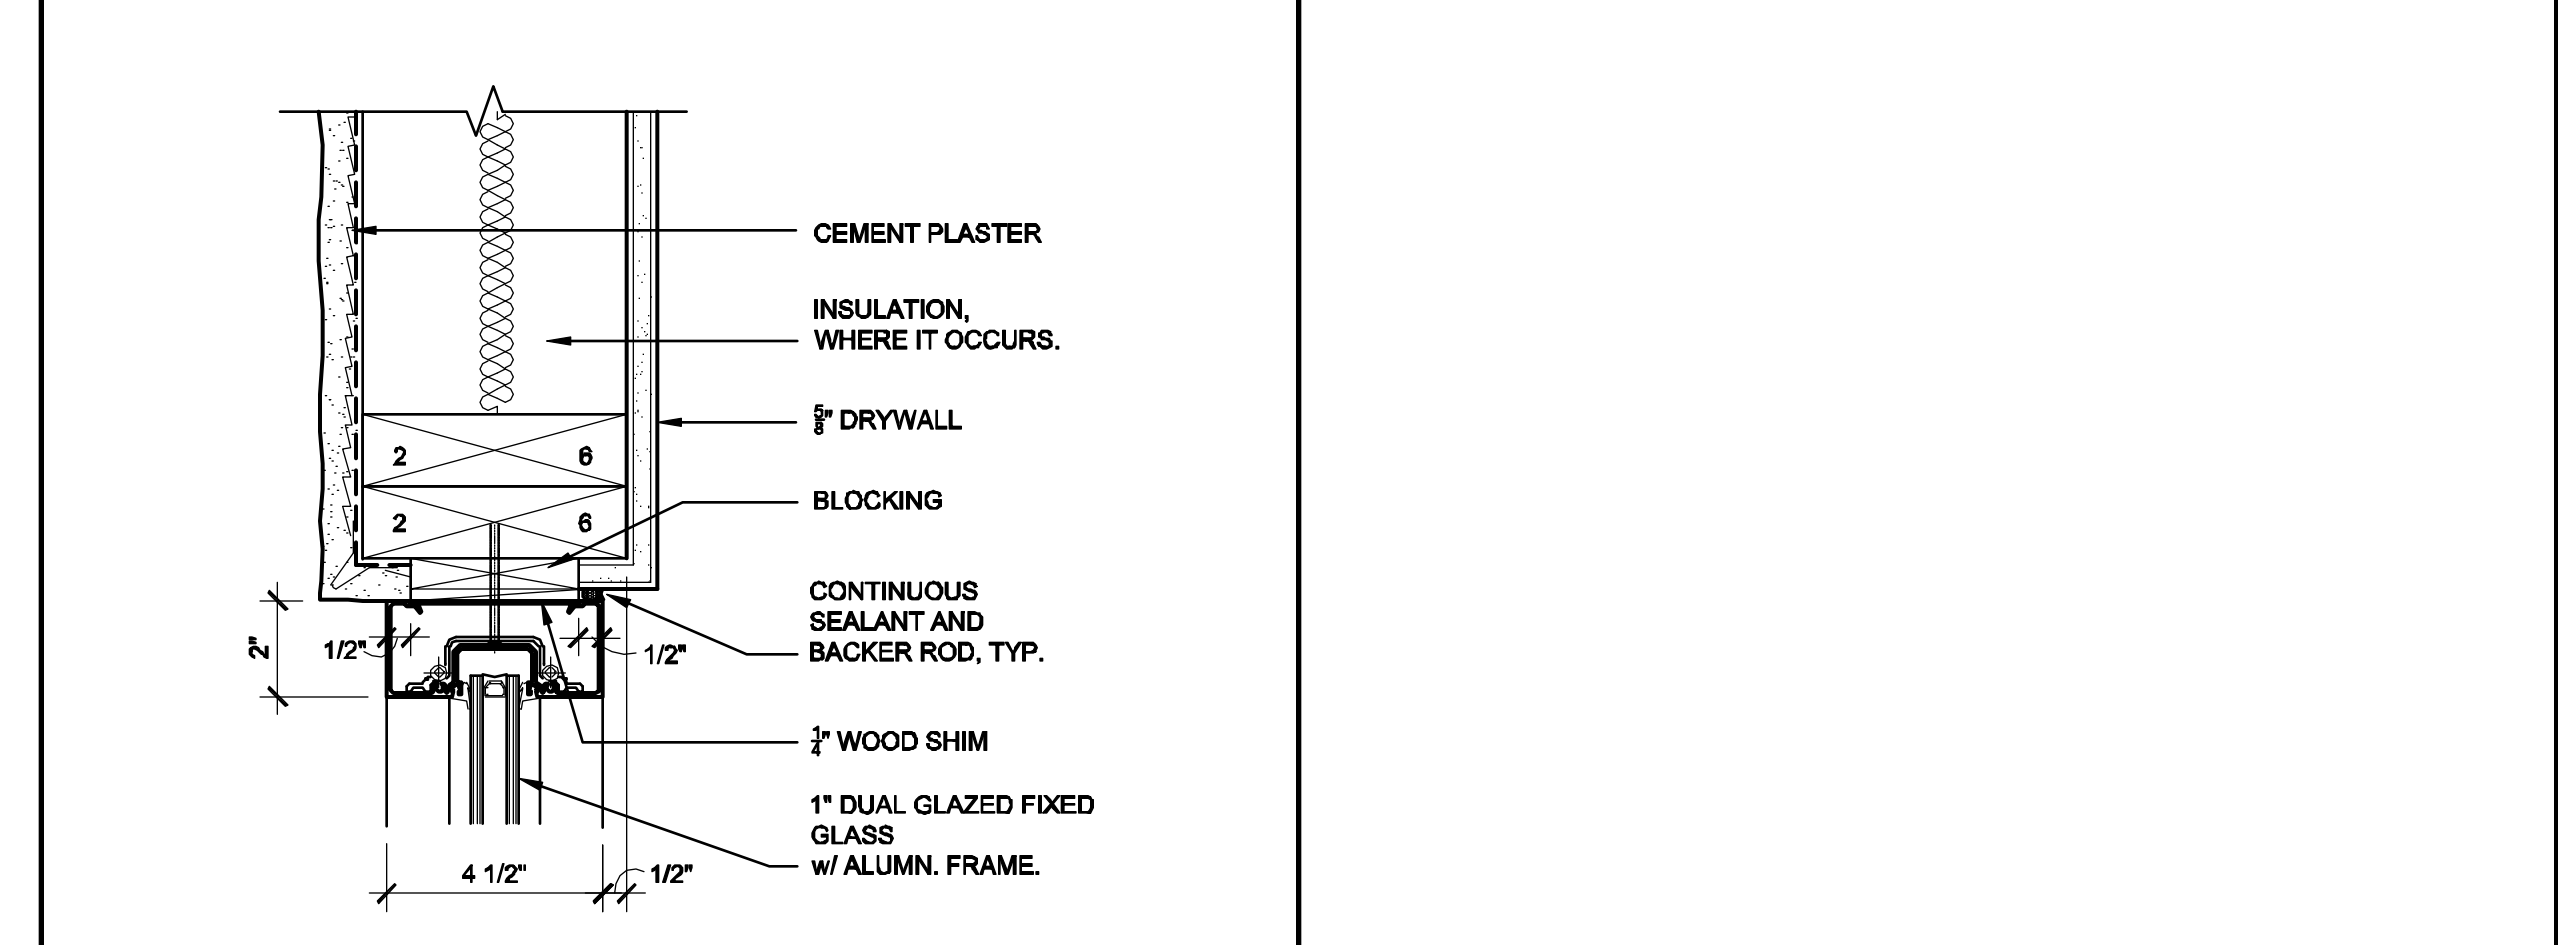 CEMENT PLASTER
INSULATION,
WHERE IT OCCURS.
5/8" DRYWALL
2 6
BLOCKING
2 6
CONTINUOUS
SEALANT AND
BACKER ROD, TYP.
2"
1/2"
1/2"
1/4" WOOD SHIM
1" DUAL GLAZED FIXED
GLASS
w/ ALUMN. FRAME.
4 1/2"
1/2"